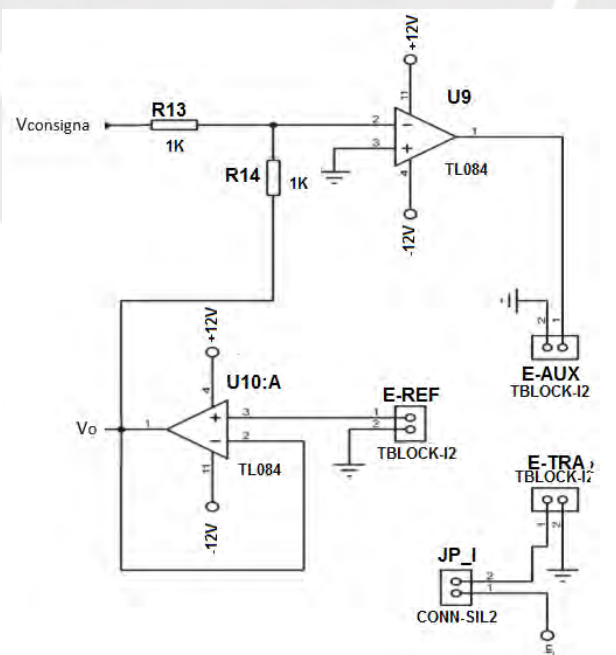 +12V
R13
U9
11
Vconsigna
2
−
1
1K
3
+
R14
1K
TL084
4
-12V
+12V
2
1
E-AUX
TBLOCK-I2
U10:A
4
E-REF
Vo
1
+
3
1
−
2
2
TL084
TBLOCK-I2
11
E-TRA
TBLOCK-I2
-12V
1
2
JP_I
2
1
CONN-SIL2